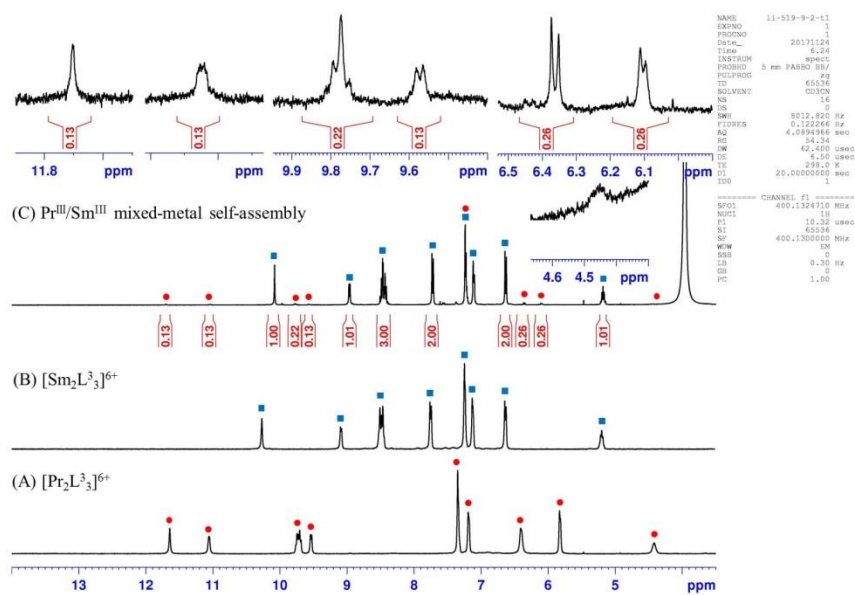 NAME li-519-9-2-t1
EXPNO 1
PROCNO 1
Date_ 20171124
Time 6.24
INSTRUM spect
PROBHD 5 mm PABBO BB/
PULPROG zg
TD 65536
SOLVENT CD3CN
NS 16
DS 0
SWH 8012.820 Hz
FIDRES 0.122266 Hz
AQ 4.0894966 sec
RG 54.34
DW 62.400 usec
DE 6.50 usec
TE 298.0 K
D1 20.00000000 sec
TD0 1
======== CHANNEL f1 ========
SFO1 400.1324710 MHz
NUC1 1H
P1 10.32 usec
SI 65536
SF 400.1300000 MHz
WDW EM
SSB 0
LB 0.30 Hz
GB 0
PC 1.00
0.13 0.13 0.22 0.13 0.26 0.26
11.8 ppm ppm 9.9 9.8 9.7 9.6 ppm 6.5 6.4 6.3 6.2 6.1 ppm
(C) Prᴵᴵᴵ/Smᴵᴵᴵ mixed-metal self-assembly
4.6 4.5 ppm
0.13 0.13 1.00 0.22 0.13 1.01 3.00 2.00 2.00 0.26 0.26 1.01
(B) [Sm₂L³₃]⁶⁺
(A) [Pr₂L³₃]⁶⁺
13 12 11 10 9 8 7 6 5 ppm